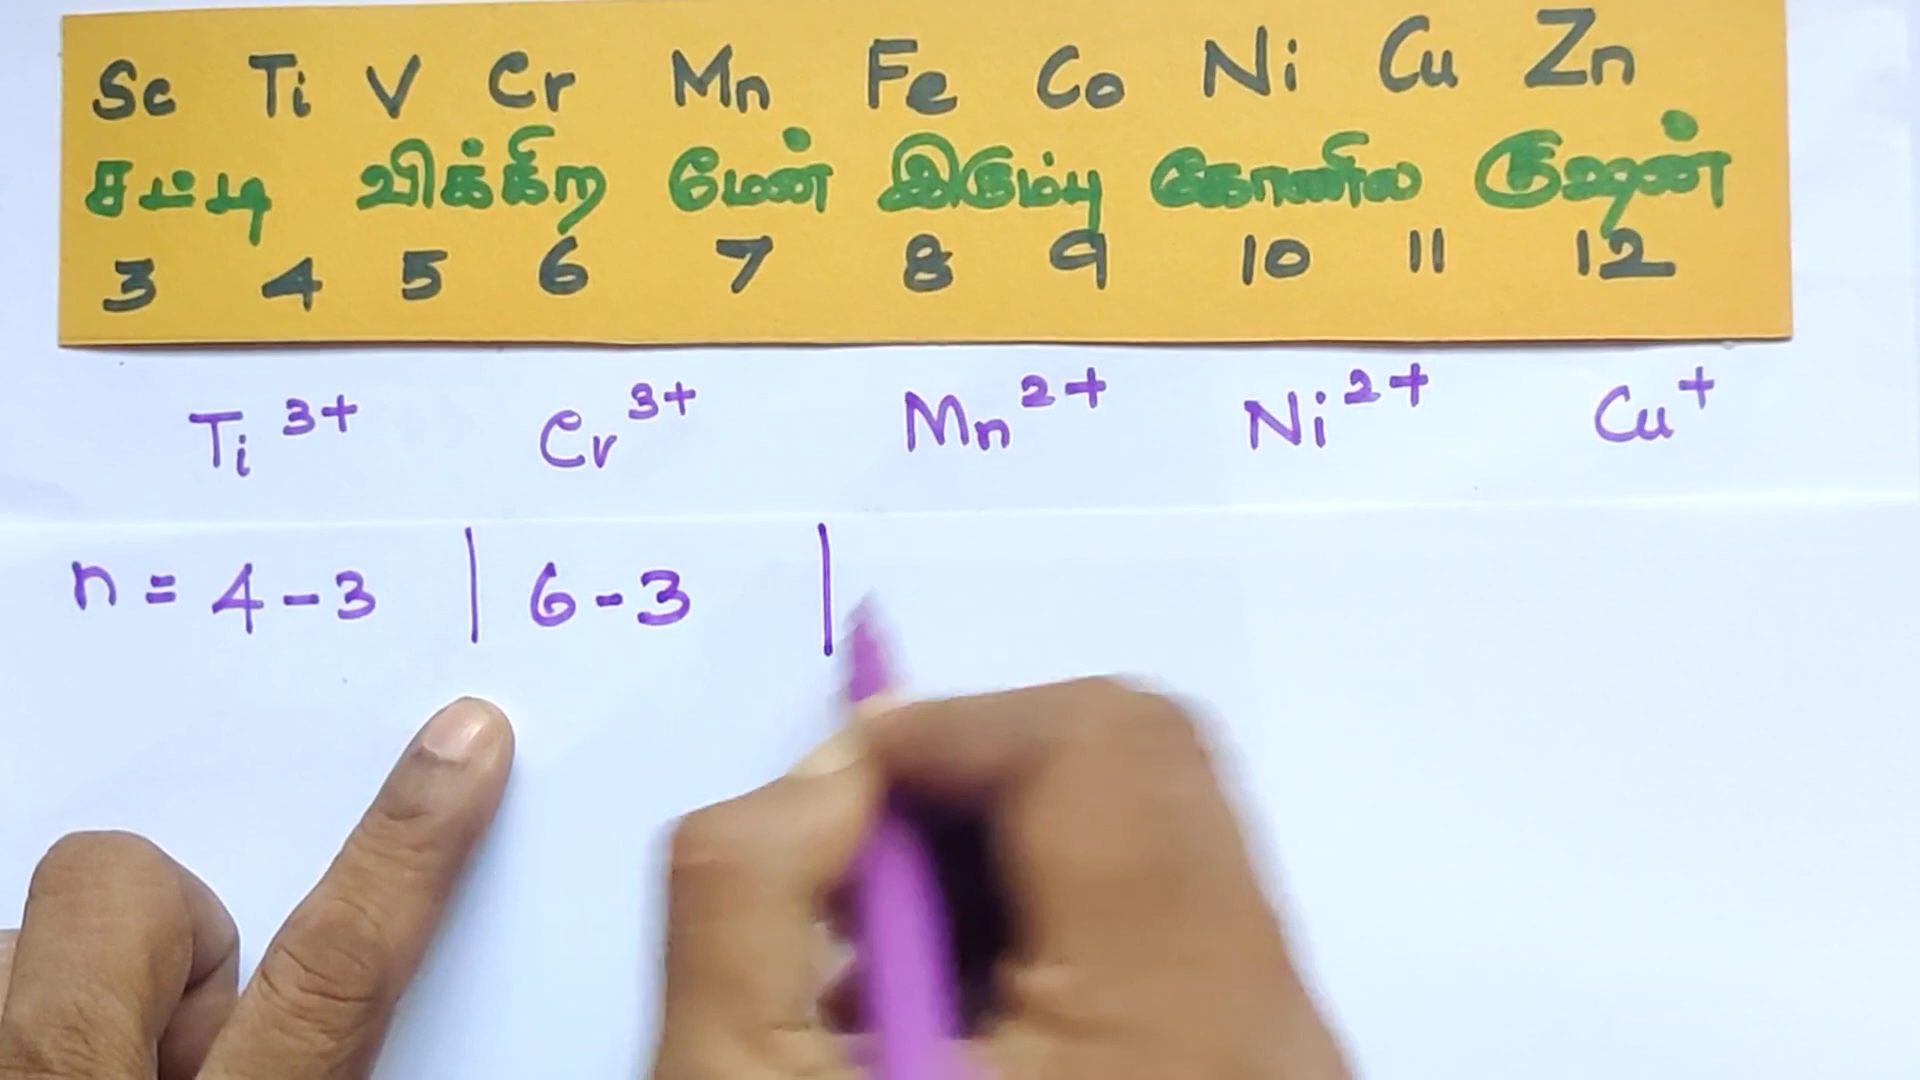 Sc Ti V Cr Mn Fe Co Ni Cu Zn
சட்டி விக்கிற மேன் இரும்பு கோணில குஷன்
3 4 5 6 7 8 9 10 11 12
Ti³⁺ Cr³⁺ Mn²⁺ Ni²⁺ Cu⁺
n = 4-3 | 6-3 |